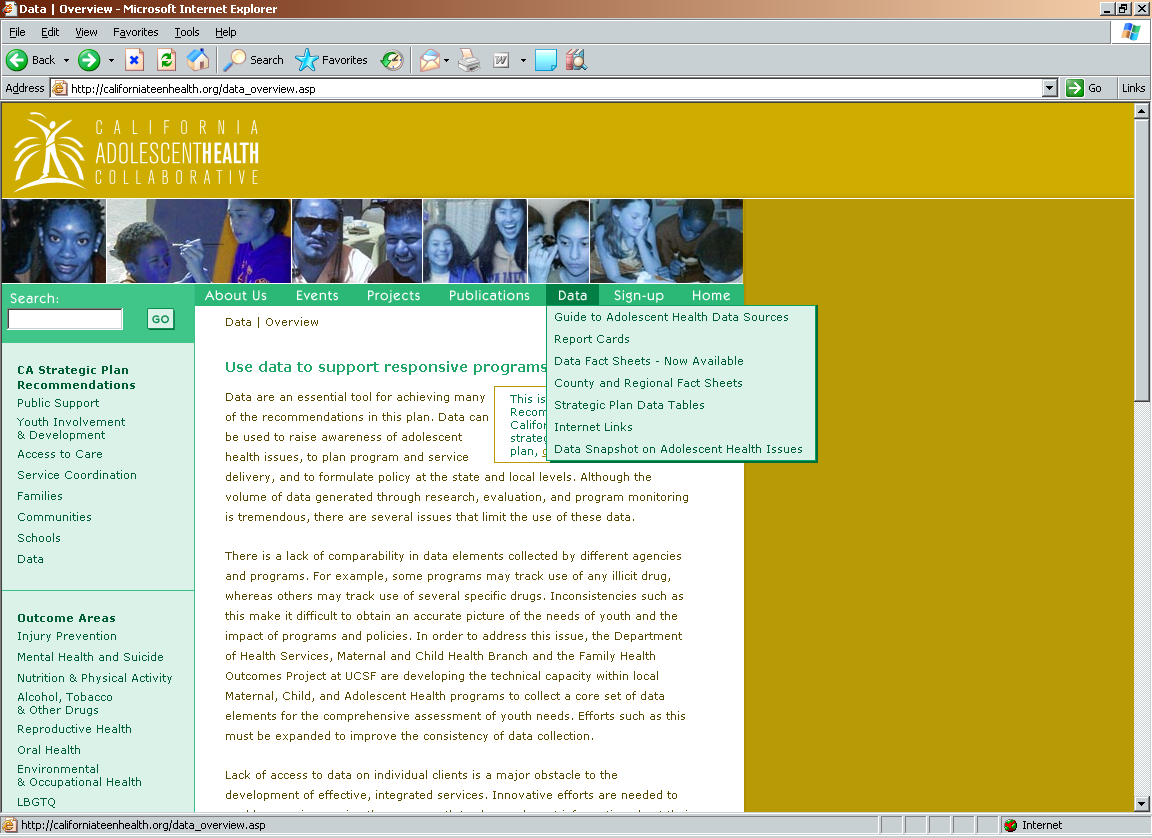 Data | Overview - Microsoft Internet Explorer
File Edit View Favorites Tools Help
Back Search Favorites W
Address http://californiateenhealth.org/data_overview.asp Go Links
CALIFORNIA
ADOLESCENTHEALTH
COLLABORATIVE
Search:
GO
About Us Events Projects Publications Data Sign-up Home
Guide to Adolescent Health Data Sources
Report Cards
Data Fact Sheets - Now Available
County and Regional Fact Sheets
Strategic Plan Data Tables
Internet Links
Data Snapshot on Adolescent Health Issues
CA Strategic Plan
Recommendations
Public Support
Youth Involvement
& Development
Access to Care
Service Coordination
Families
Communities
Schools
Data
Outcome Areas
Injury Prevention
Mental Health and Suicide
Nutrition & Physical Activity
Alcohol, Tobacco
& Other Drugs
Reproductive Health
Oral Health
Environmental
& Occupational Health
LBGTQ
Data | Overview
Use data to support responsive programs
This is
plan,
Data are an essential tool for achieving many
of the recommendations in this plan. Data can
be used to raise awareness of adolescent
health issues, to plan program and service
delivery, and to formulate policy at the state and local levels. Although the
volume of data generated through research, evaluation, and program monitoring
is tremendous, there are several issues that limit the use of these data.
There is a lack of comparability in data elements collected by different agencies
and programs. For example, some programs may track use of any illicit drug,
whereas others may track use of several specific drugs. Inconsistencies such as
this make it difficult to obtain an accurate picture of the needs of youth and the
impact of programs and policies. In order to address this issue, the Department
of Health Services, Maternal and Child Health Branch and the Family Health
Outcomes Project at UCSF are developing the technical capacity within local
Maternal, Child, and Adolescent Health programs to collect a core set of data
elements for the comprehensive assessment of youth needs. Efforts such as this
must be expanded to improve the consistency of data collection.
Lack of access to data on individual clients is a major obstacle to the
development of effective, integrated services. Innovative efforts are needed to
http://californiateenhealth.org/data_overview.asp Internet